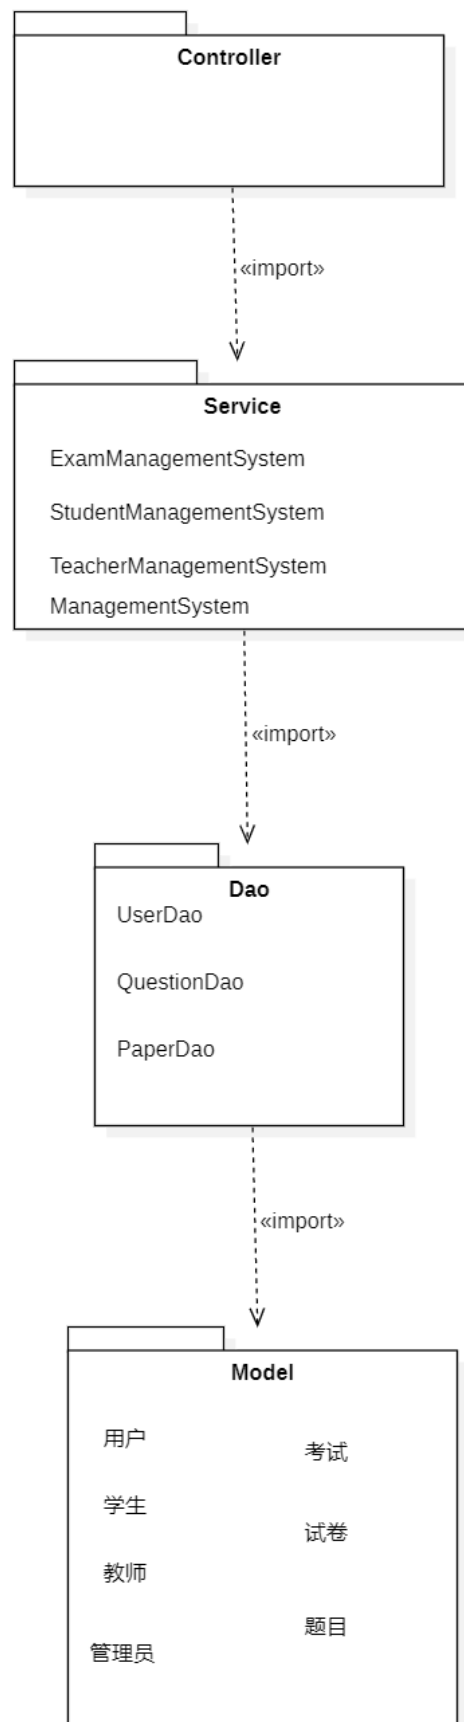 Controller
«import»
Service
ExamManagementSystem
StudentManagementSystem
TeacherManagementSystem
ManagementSystem
«import»
Dao
UserDao
QuestionDao
PaperDao
«import»
Model
用户
考试
学生
试卷
教师
题目
管理员